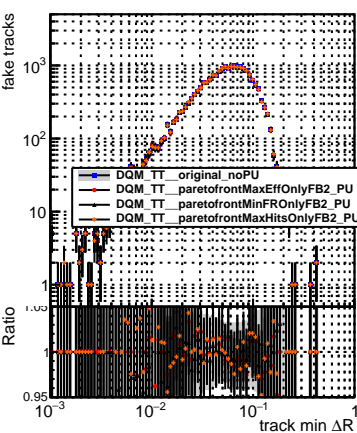 fake tracks
10³
10²
10
1
DQM_TT__original_noPU
DQM_TT__paretofrontMaxEffOnlyFB2_PU
DQM_TT__paretofrontMinFROnlyFB2_PU
DQM_TT__paretofrontMaxHitsOnlyFB2_PU
Ratio
1.05
1
0.95
10⁻³ 10⁻² 10⁻¹ 1
track min ΔR